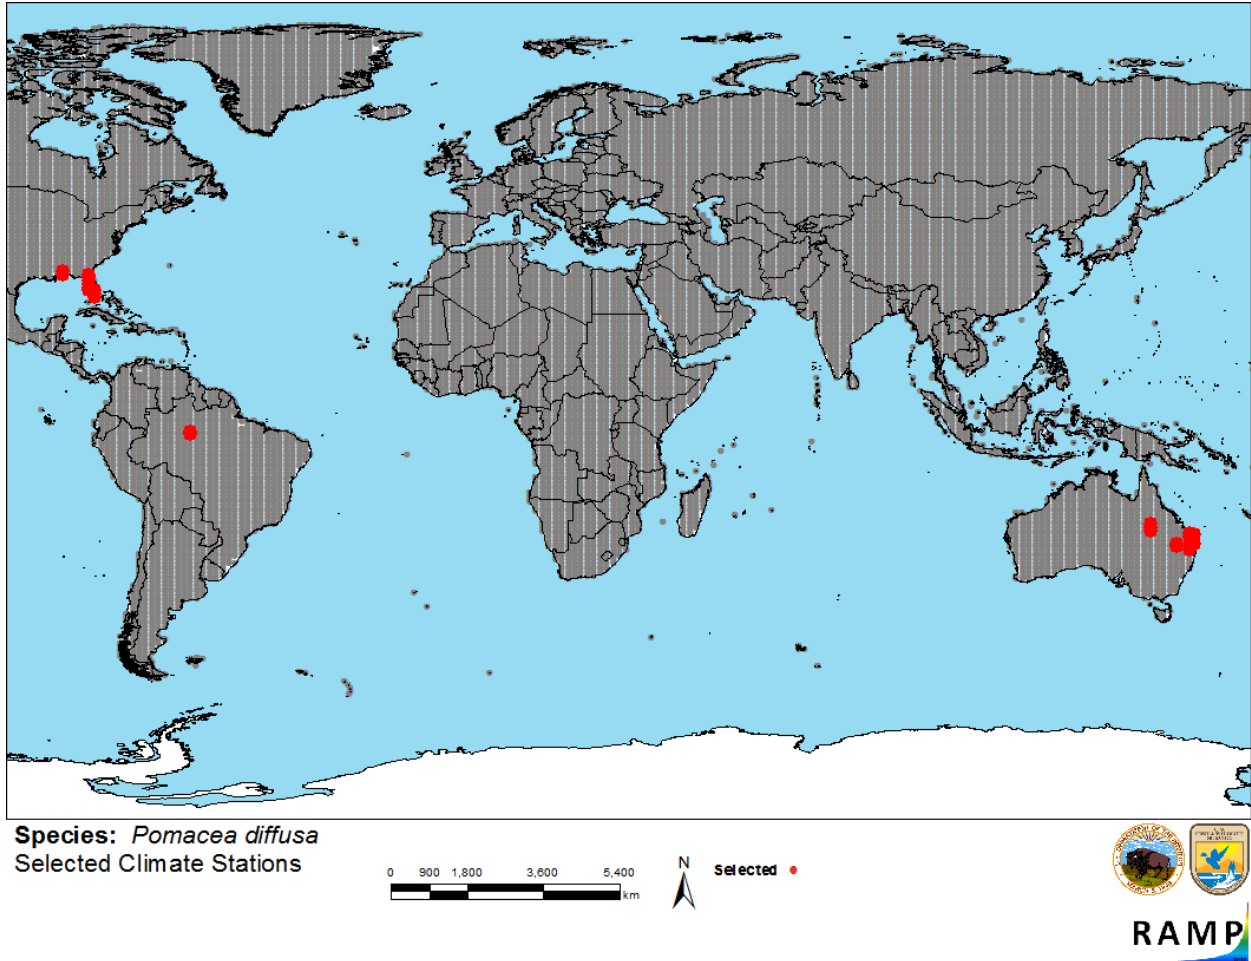 Species: Pomacea diffusa
Selected Climate Stations
0 900 1,800 3,600 5,400
km
N
Selected
RAMP